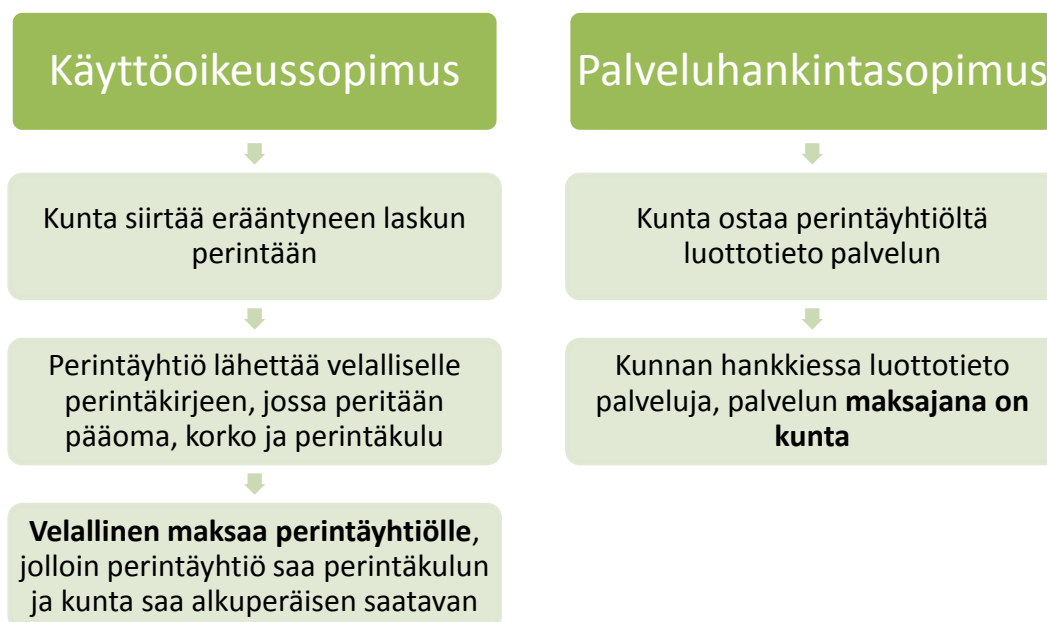 Käyttöoikeussopimus
Kunta siirtää erääntyneen laskun
perintään
Perintäyhtiö lähettää velalliselle
perintäkirjeen, jossa peritään
pääoma, korko ja perintäkulu
Velallinen maksaa perintäyhtiölle,
jolloin perintäyhtiö saa perintäkulun
ja kunta saa alkuperäisen saatavan
Palveluhankintasopimus
Kunta ostaa perintäyhtiöltä
luottotieto palvelun
Kunnan hankkiessa luottotieto
palveluja, palvelun maksajana on
kunta